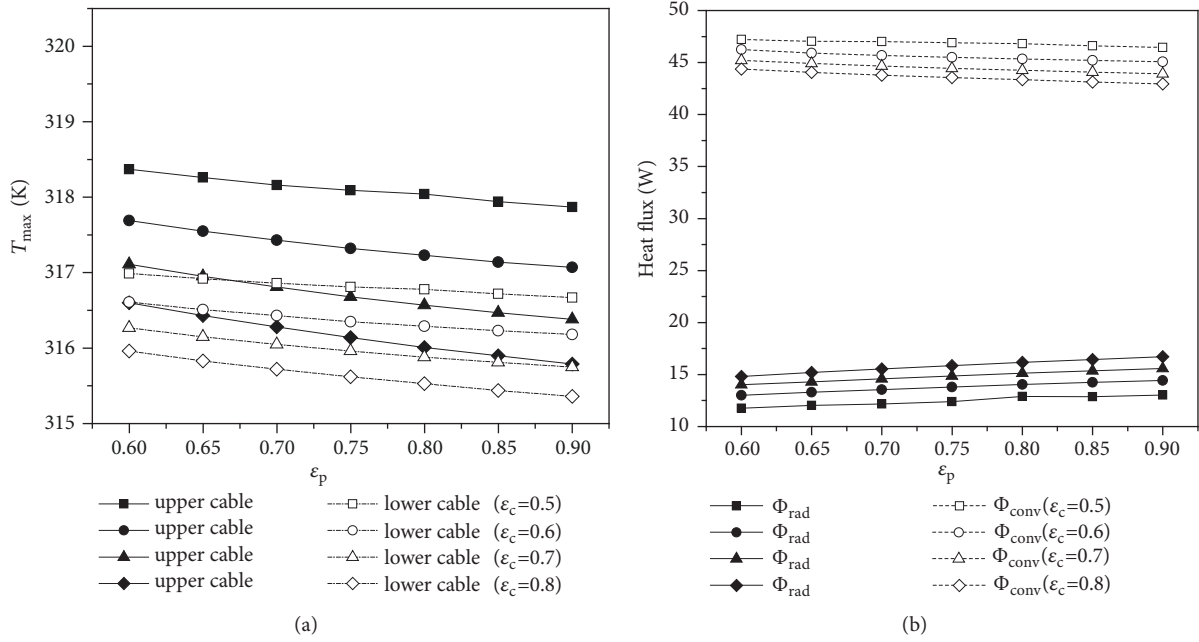 320
319
318
317
316
315
T_max (K)
0.60 0.65 0.70 0.75 0.80 0.85 0.90
ε_p
upper cable lower cable (ε_c=0.5)
upper cable lower cable (ε_c=0.6)
upper cable lower cable (ε_c=0.7)
upper cable lower cable (ε_c=0.8)
(a)
50
45
40
35
30
25
20
15
10
Heat flux (W)
0.60 0.65 0.70 0.75 0.80 0.85 0.90
ε_p
Φ_rad Φ_conv(ε_c=0.5)
Φ_rad Φ_conv(ε_c=0.6)
Φ_rad Φ_conv(ε_c=0.7)
Φ_rad Φ_conv(ε_c=0.8)
(b)